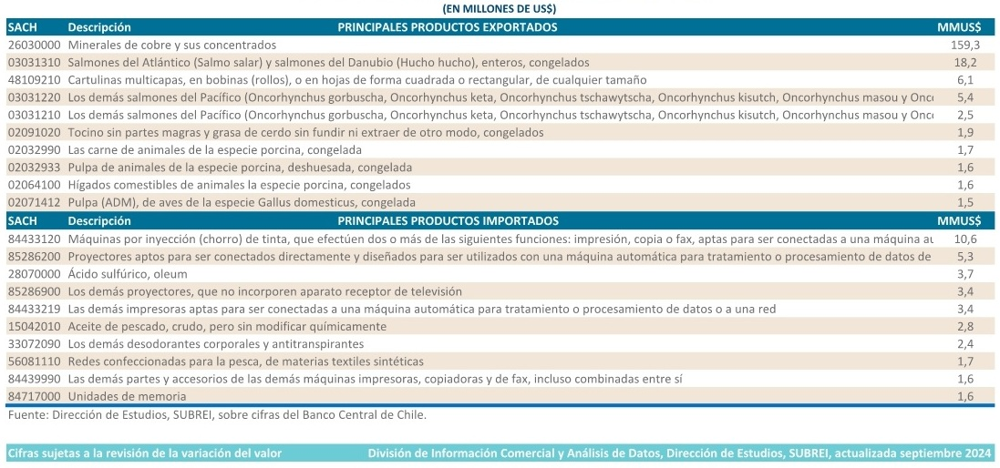 (EN MILLONES DE US$)
SACH Descripción PRINCIPALES PRODUCTOS EXPORTADOS MMUS$
26030000 Minerales de cobre y sus concentrados 159,3
03031310 Salmones del Atlántico (Salmo salar) y salmones del Danubio (Hucho hucho), enteros, congelados 18,2
48109210 Cartulinas multicapas, en bobinas (rollos), o en hojas de forma cuadrada o rectangular, de cualquier tamaño 6,1
03031220 Los demás salmones del Pacífico (Oncorhynchus gorbuscha, Oncorhynchus keta, Oncorhynchus tschawytscha, Oncorhynchus kisutch, Oncorhynchus masou y Onc 5,4
03031210 Los demás salmones del Pacífico (Oncorhynchus gorbuscha, Oncorhynchus keta, Oncorhynchus tschawytscha, Oncorhynchus kisutch, Oncorhynchus masou y Onc 2,5
02091020 Tocino sin partes magras y grasa de cerdo sin fundir ni extraer de otro modo, congelados 1,9
02032990 Las carne de animales de la especie porcina, congelada 1,7
02032933 Pulpa de animales de la especie porcina, deshuesada, congelada 1,6
02064100 Hígados comestibles de animales la especie porcina, congelados 1,6
02071412 Pulpa (ADM), de aves de la especie Gallus domesticus, congelada 1,5
SACH Descripción PRINCIPALES PRODUCTOS IMPORTADOS MMUS$
84433120 Máquinas por inyección (chorro) de tinta, que efectúen dos o más de las siguientes funciones: impresión, copia o fax, aptas para ser conectadas a una máquina au 10,6
85286200 Proyectores aptos para ser conectados directamente y diseñados para ser utilizados con una máquina automática para tratamiento o procesamiento de datos de 5,3
28070000 Ácido sulfúrico, oleum 3,7
85286900 Los demás proyectores, que no incorporen aparato receptor de televisión 3,4
84433219 Las demás impresoras aptas para ser conectadas a una máquina automática para tratamiento o procesamiento de datos o a una red 3,4
15042010 Aceite de pescado, crudo, pero sin modificar químicamente 2,8
33072090 Los demás desodorantes corporales y antitranspirantes 2,4
56081110 Redes confeccionadas para la pesca, de materias textiles sintéticas 1,7
84439990 Las demás partes y accesorios de las demás máquinas impresoras, copiadoras y de fax, incluso combinadas entre sí 1,6
84717000 Unidades de memoria 1,6
Fuente: Dirección de Estudios, SUBREI, sobre cifras del Banco Central de Chile.
Cifras sujetas a la revisión de la variación del valor División de Información Comercial y Análisis de Datos, Dirección de Estudios, SUBREI, actualizada septiembre 2024